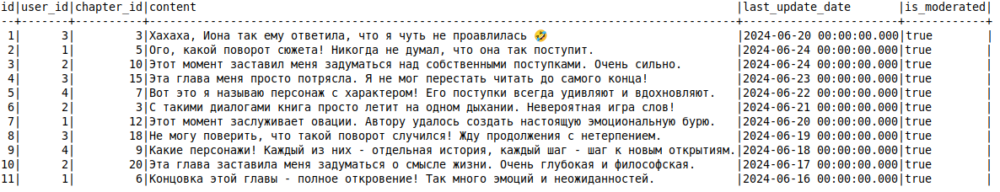 id|user_id|chapter_id|content |last_update_date |is_moderated|
--+-------+----------+-----------------------------------------------------------------------------------+-----------------------+------------+
 1| 3| 3|Хахаха, Иона так ему ответила, что я чуть не проавлилась 🤣 |2024-06-20 00:00:00.000|true |
 2| 1| 5|Ого, какой поворот сюжета! Никогда не думал, что она так поступит. |2024-06-24 00:00:00.000|true |
 3| 2| 10|Этот момент заставил меня задуматься над собственными поступками. Очень сильно. |2024-06-24 00:00:00.000|true |
 4| 3| 15|Эта глава меня просто потрясла. Я не мог перестать читать до самого конца! |2024-06-23 00:00:00.000|true |
 5| 4| 7|Вот это я называю персонаж с характером! Его поступки всегда удивляют и вдохновляют. |2024-06-22 00:00:00.000|true |
 6| 2| 3|С такими диалогами книга просто летит на одном дыхании. Невероятная игра слов! |2024-06-21 00:00:00.000|true |
 7| 1| 12|Этот момент заслуживает овации. Автору удалось создать настоящую эмоциональную бурю. |2024-06-20 00:00:00.000|true |
 8| 3| 18|Не могу поверить, что такой поворот случился! Жду продолжения с нетерпением. |2024-06-19 00:00:00.000|true |
 9| 4| 9|Какие персонажи! Каждый из них - отдельная история, каждый шаг - шаг к новым открытиям.|2024-06-18 00:00:00.000|true |
10| 2| 20|Эта глава заставила меня задуматься о смысле жизни. Очень глубокая и философская. |2024-06-17 00:00:00.000|true |
11| 1| 6|Концовка этой главы - полное откровение! Так много эмоций и неожиданностей. |2024-06-16 00:00:00.000|true |